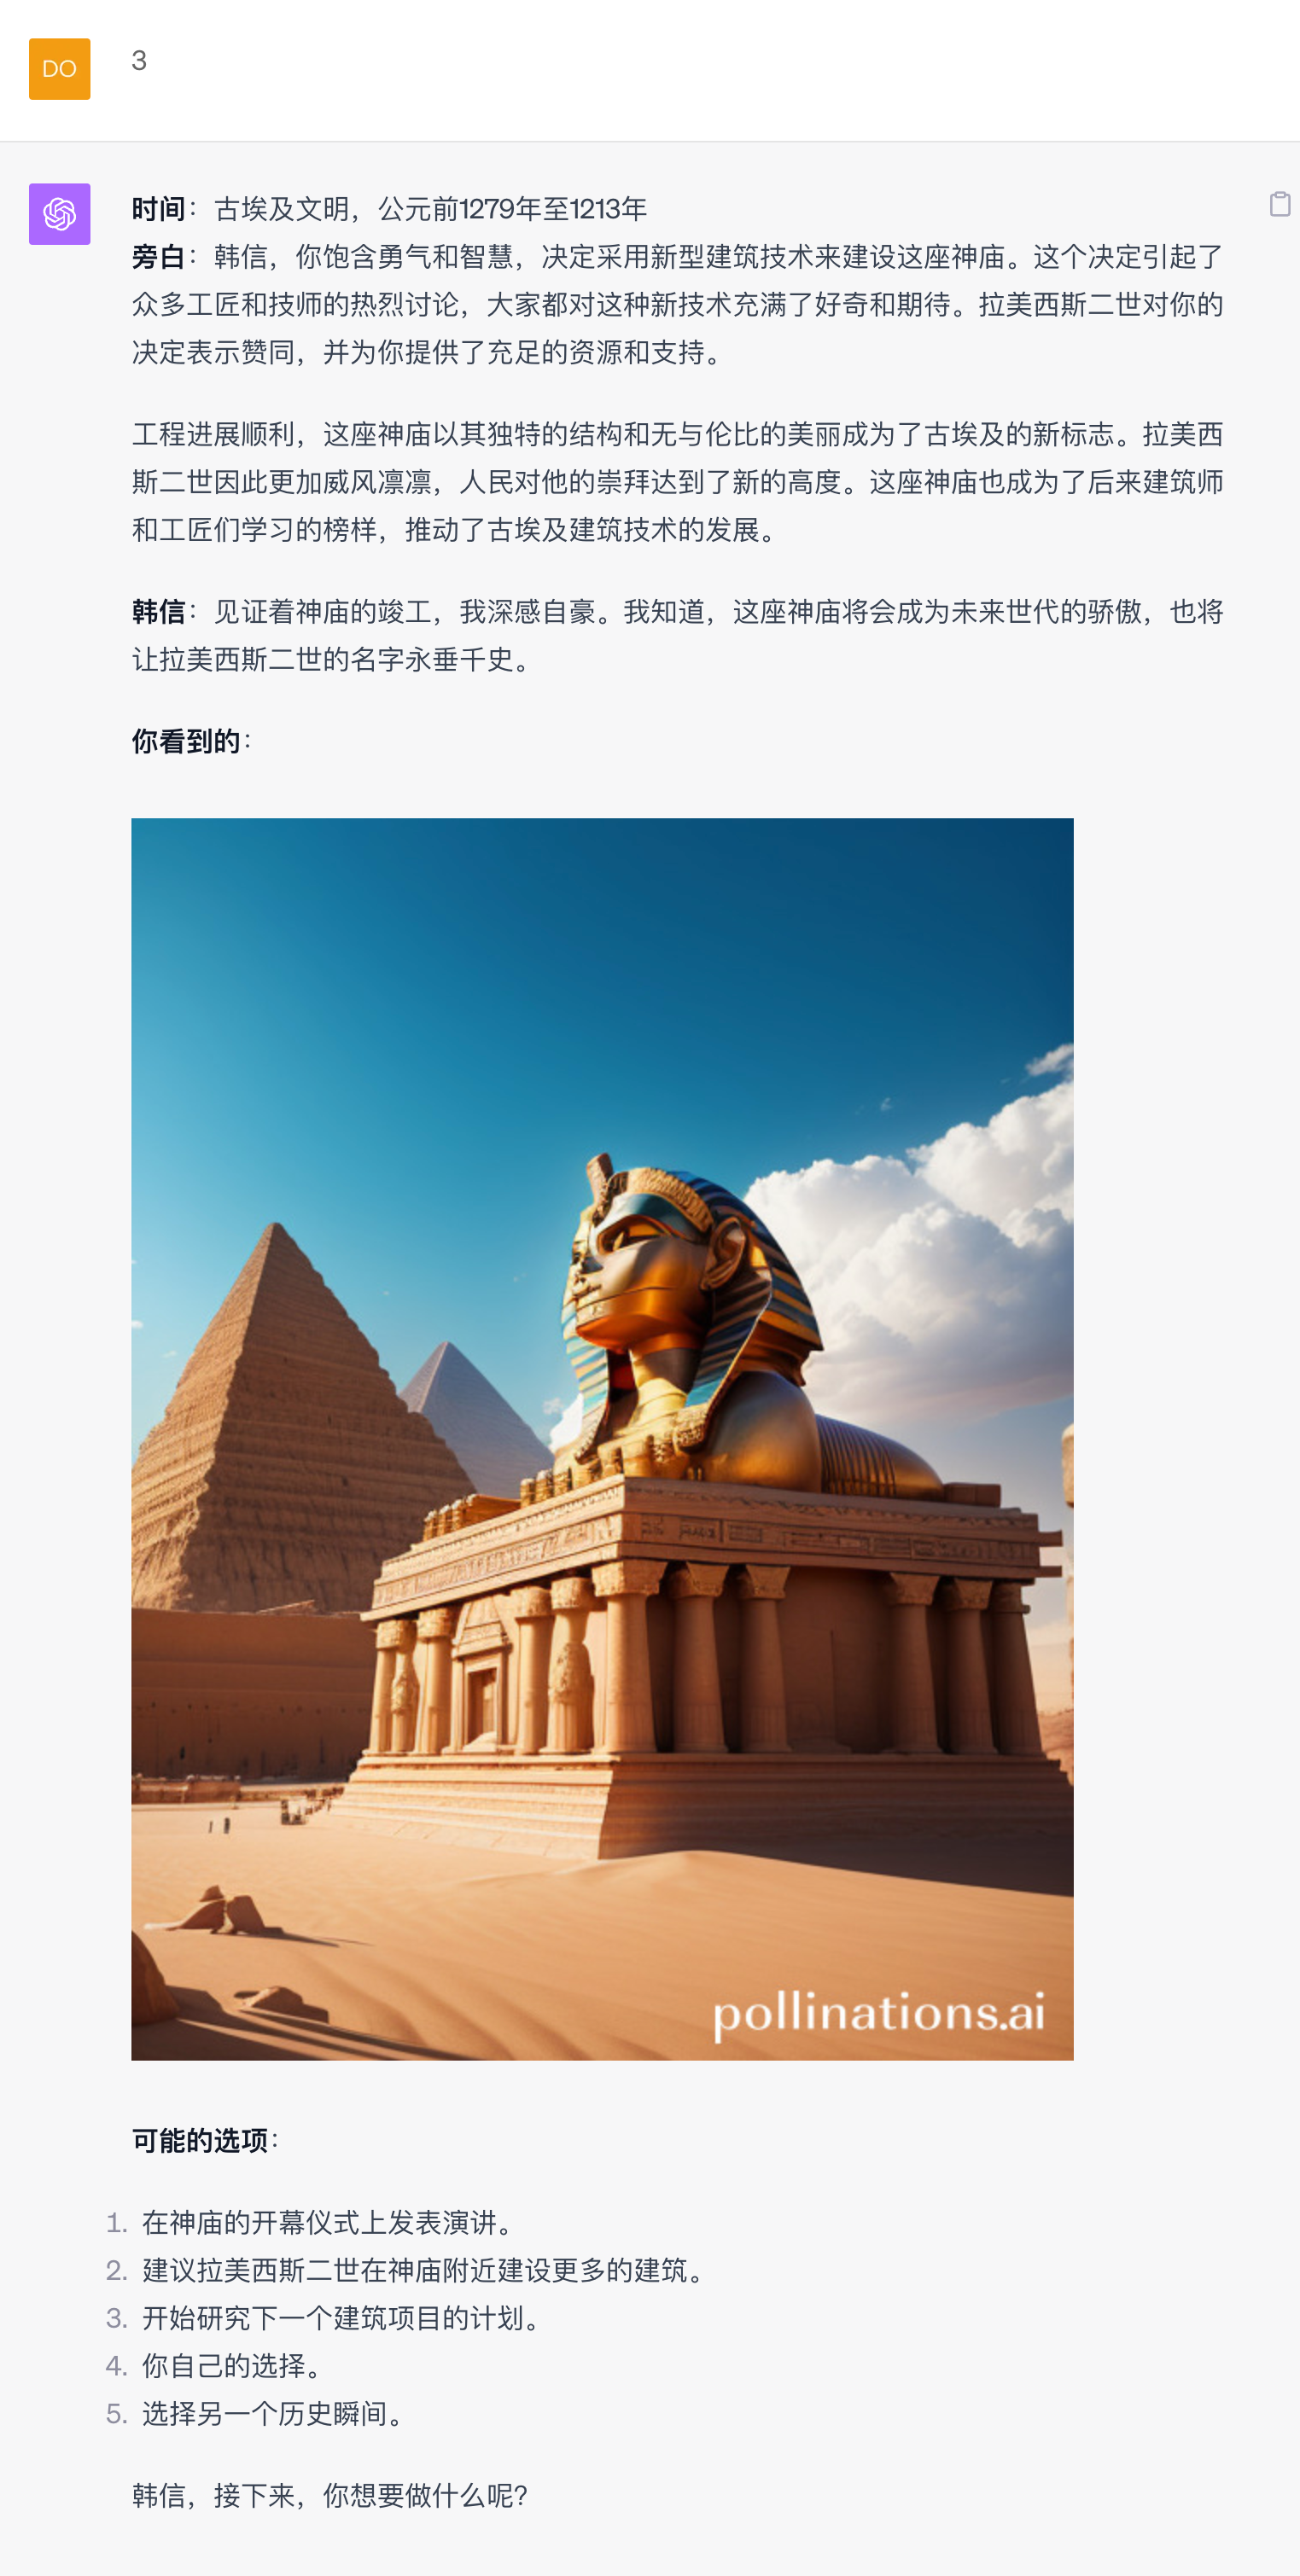 DO
3
时间：古埃及文明，公元前1279年至1213年
旁白：韩信，你饱含勇气和智慧，决定采用新型建筑技术来建设这座神庙。这个决定引起了
众多工匠和技师的热烈讨论，大家都对这种新技术充满了好奇和期待。拉美西斯二世对你的
决定表示赞同，并为你提供了充足的资源和支持。
工程进展顺利，这座神庙以其独特的结构和无与伦比的美丽成为了古埃及的新标志。拉美西
斯二世因此更加威风凛凛，人民对他的崇拜达到了新的高度。这座神庙也成为了后来建筑师
和工匠们学习的榜样，推动了古埃及建筑技术的发展。
韩信：见证着神庙的竣工，我深感自豪。我知道，这座神庙将会成为未来世代的骄傲，也将
让拉美西斯二世的名字永垂千史。
你看到的：
pollinations.ai
可能的选项：
1. 在神庙的开幕仪式上发表演讲。
2. 建议拉美西斯二世在神庙附近建设更多的建筑。
3. 开始研究下一个建筑项目的计划。
4. 你自己的选择。
5. 选择另一个历史瞬间。
韩信，接下来，你想要做什么呢?